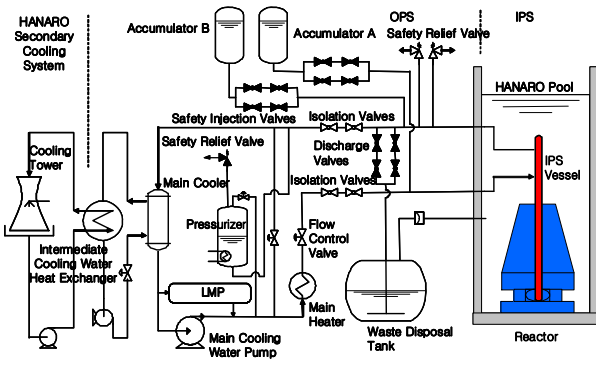 HANARO
Secondary
Cooling
System
Accumulator B
Accumulator A
OPS
Safety Relief Valve
IPS
HANARO Pool
Safety Injection Valves
Isolation Valves
Safety Relief Valve
Discharge
Valves
Cooling
Tower
Main Cooler
Isolation Valves
IPS
Vessel
Pressurizer
Flow
Control
Valve
Intermediate
Cooling Water
Heat Exchanger
LMP
Main
Heater
Main Cooling
Water Pump
Waste Disposal
Tank
Reactor